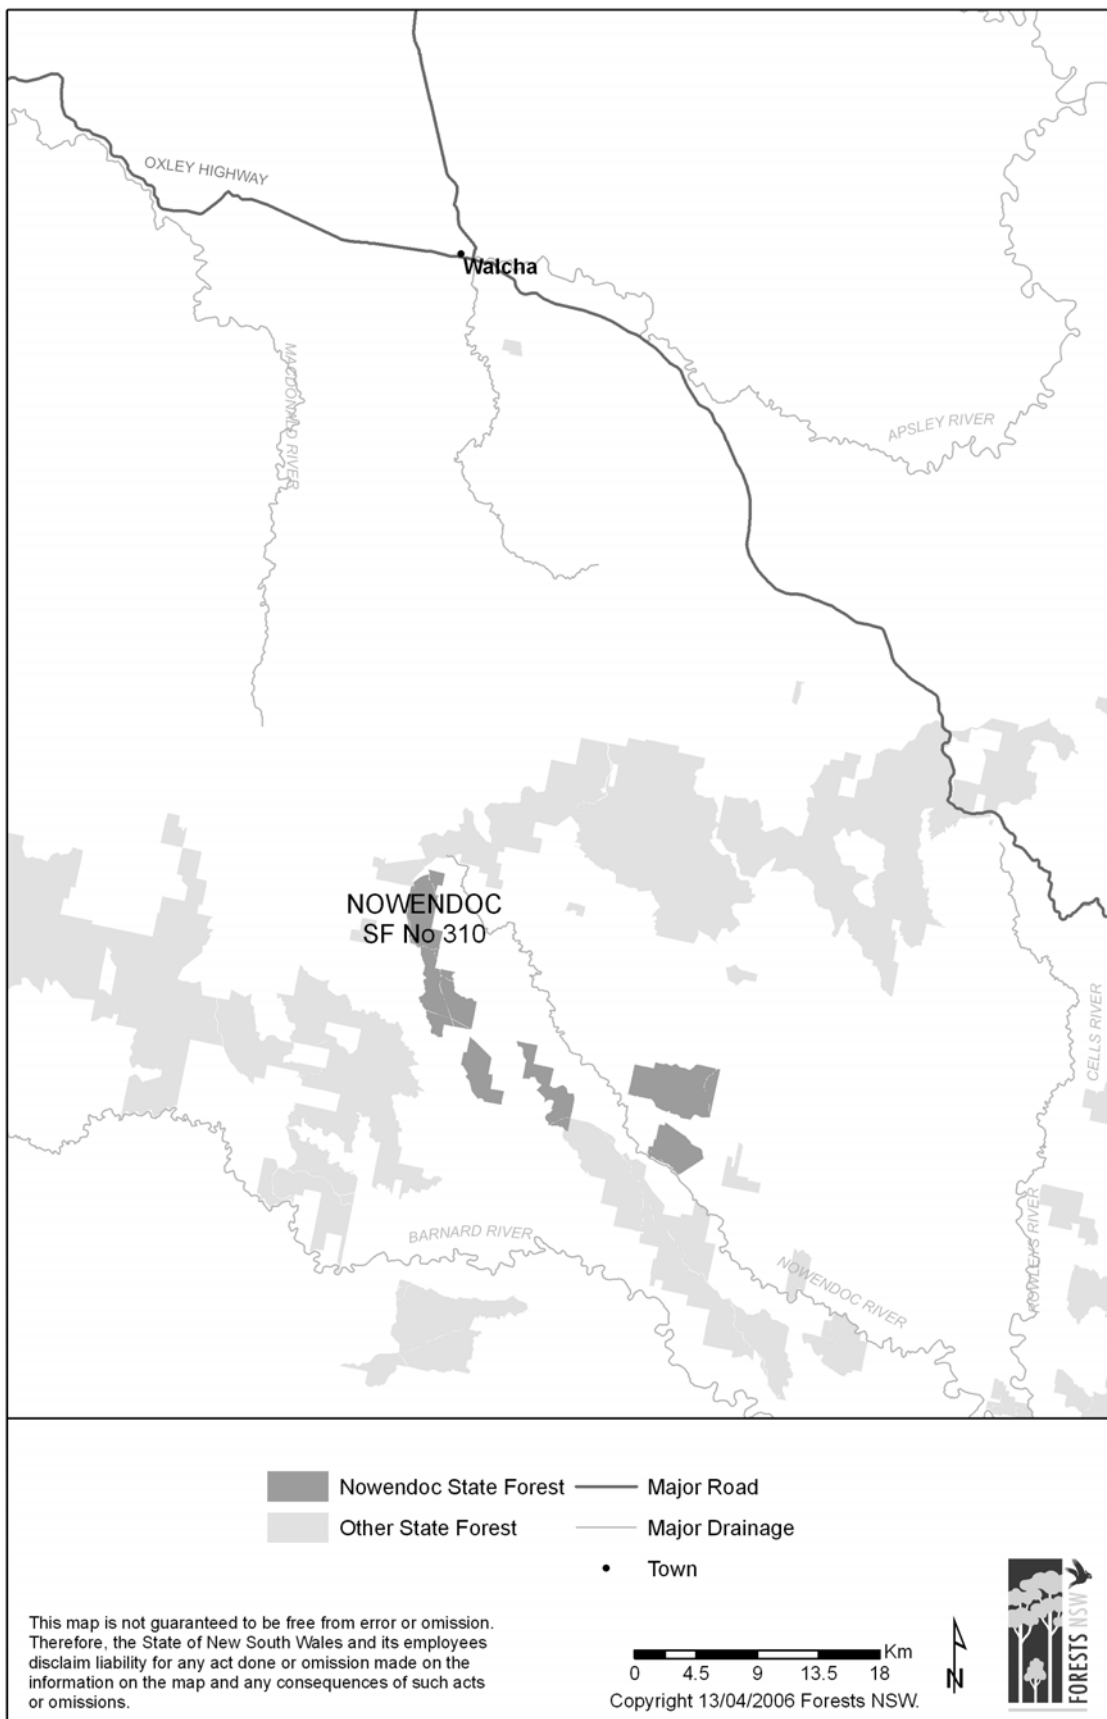 OXLEY HIGHWAY
Walcha
MACDONALD RIVER
APSLEY RIVER
NOWENDOC
SF No 310
CELLS RIVER
BARNARD RIVER
NOWENDOC RIVER
ROWLEYS RIVER
Nowendoc State Forest
Major Road
Other State Forest
Major Drainage
Town
This map is not guaranteed to be free from error or omission.
Therefore, the State of New South Wales and its employees
disclaim liability for any act done or omission made on the
information on the map and any consequences of such acts
or omissions.
Km
0 4.5 9 13.5 18
Copyright 13/04/2006 Forests NSW.
N
FORESTS NSW